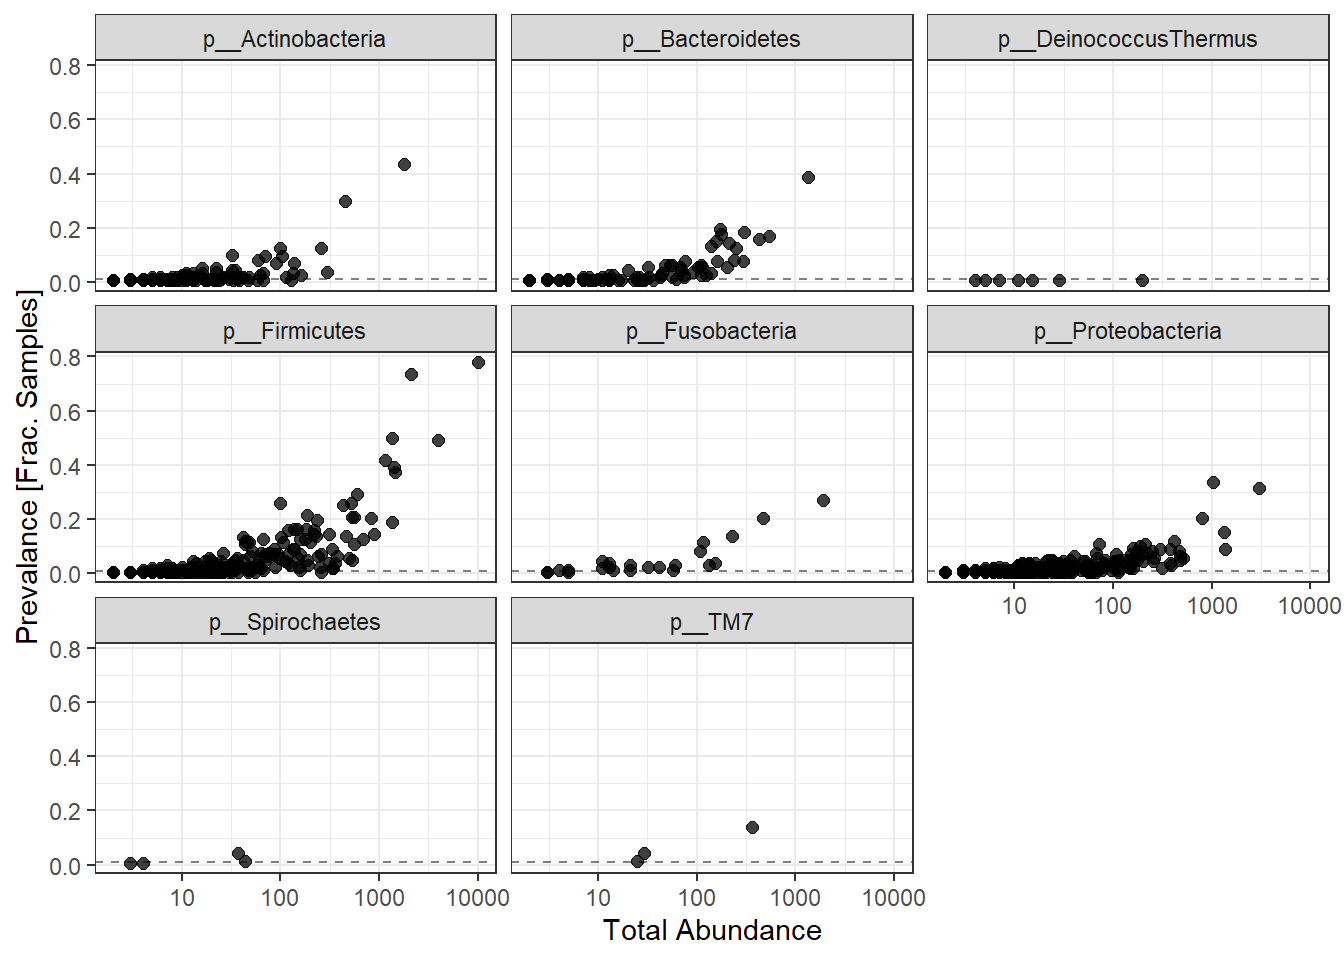 p__Actinobacteria p__Bacteroidetes p__DeinococcusThermus
0.8
0.6
0.4
0.2
0.0
p__Firmicutes p__Fusobacteria p__Proteobacteria
0.8
0.6
0.4
0.2
0.0
10 100 1000 10000
p__Spirochaetes p__TM7
0.8
0.6
0.4
0.2
0.0
10 100 1000 10000 10 100 1000 10000
Total Abundance
Prevalance [Frac. Samples]